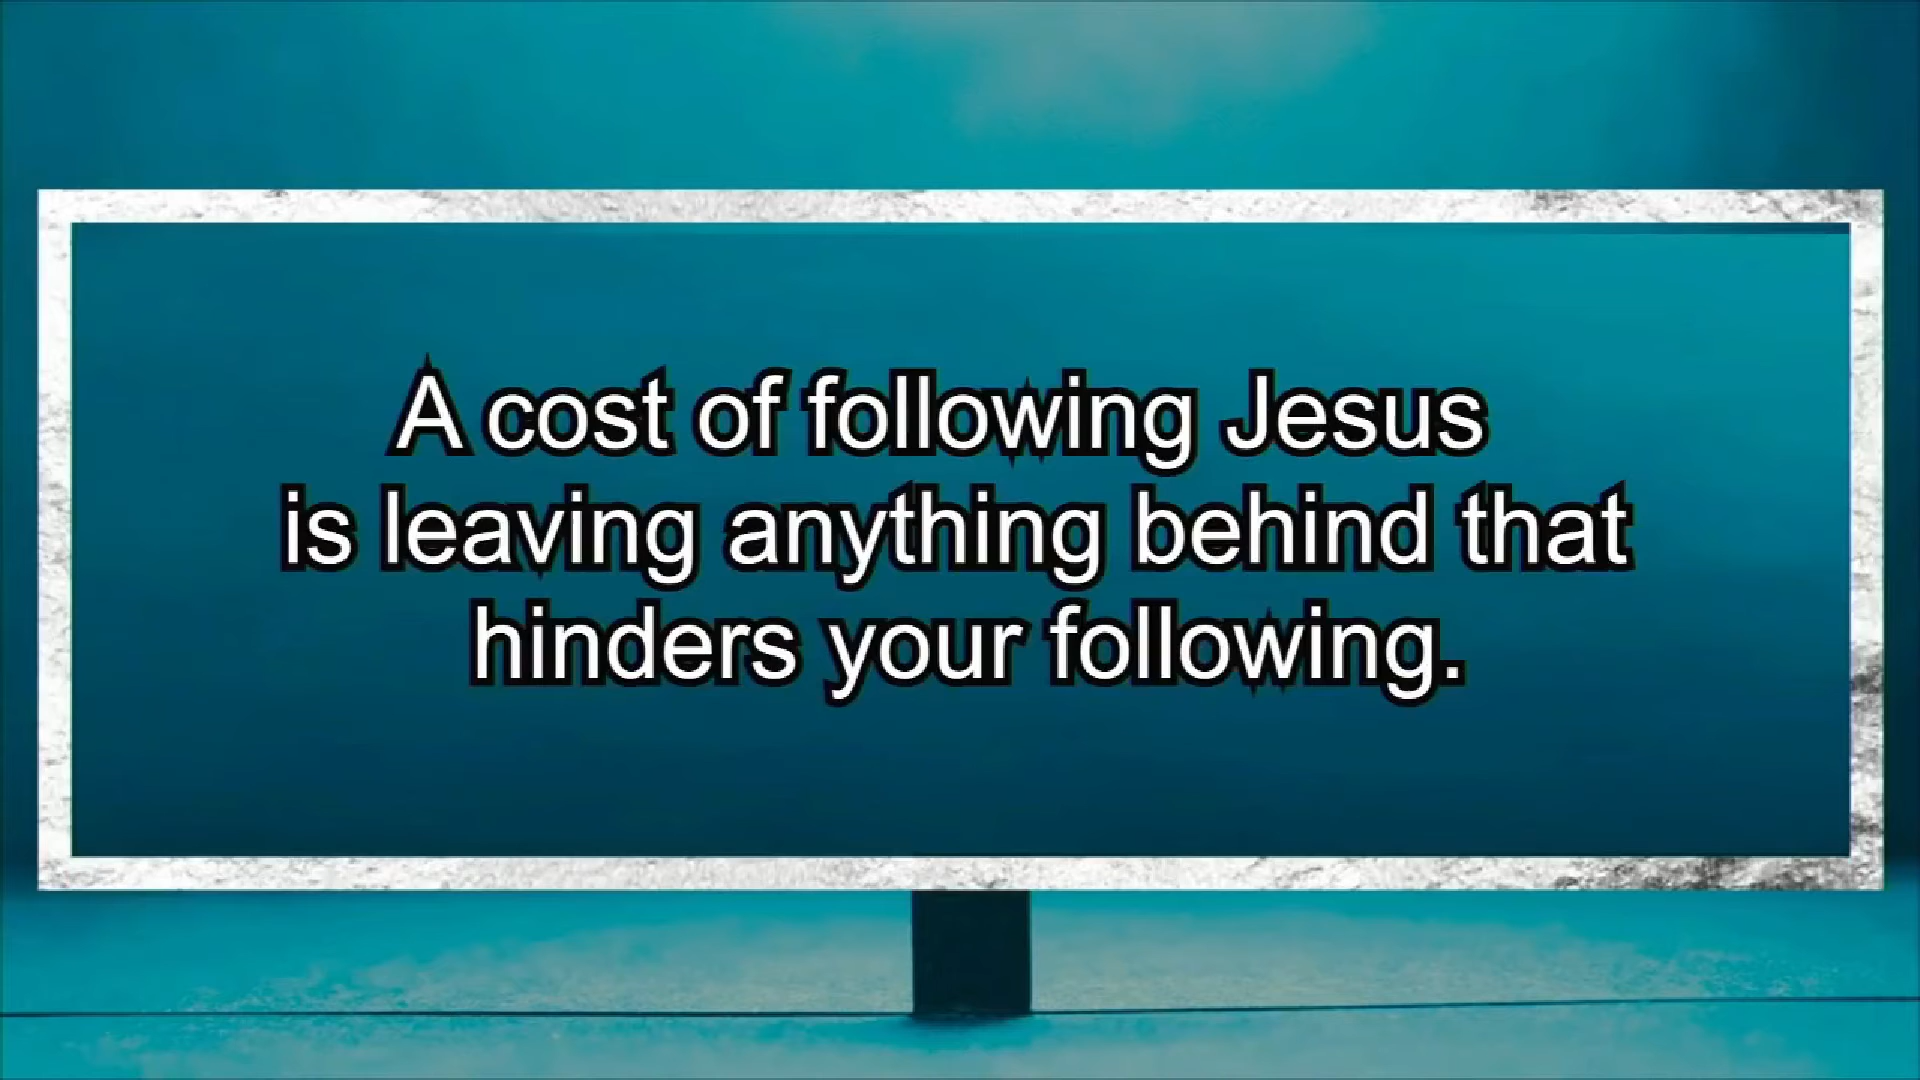 A cost of following Jesus
is leaving anything behind that
hinders your following.